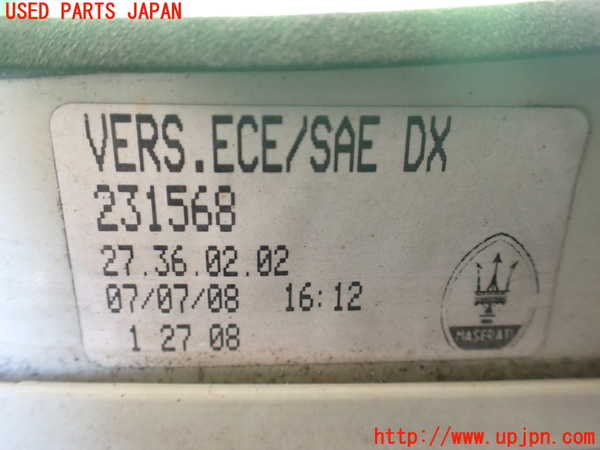 USED PARTS JAPAN
VERS.ECE/SAE DX
231568
27.36.02.02
07/07/08 16:12
1 27 08
MASERATI
http://www.upjpn.com/